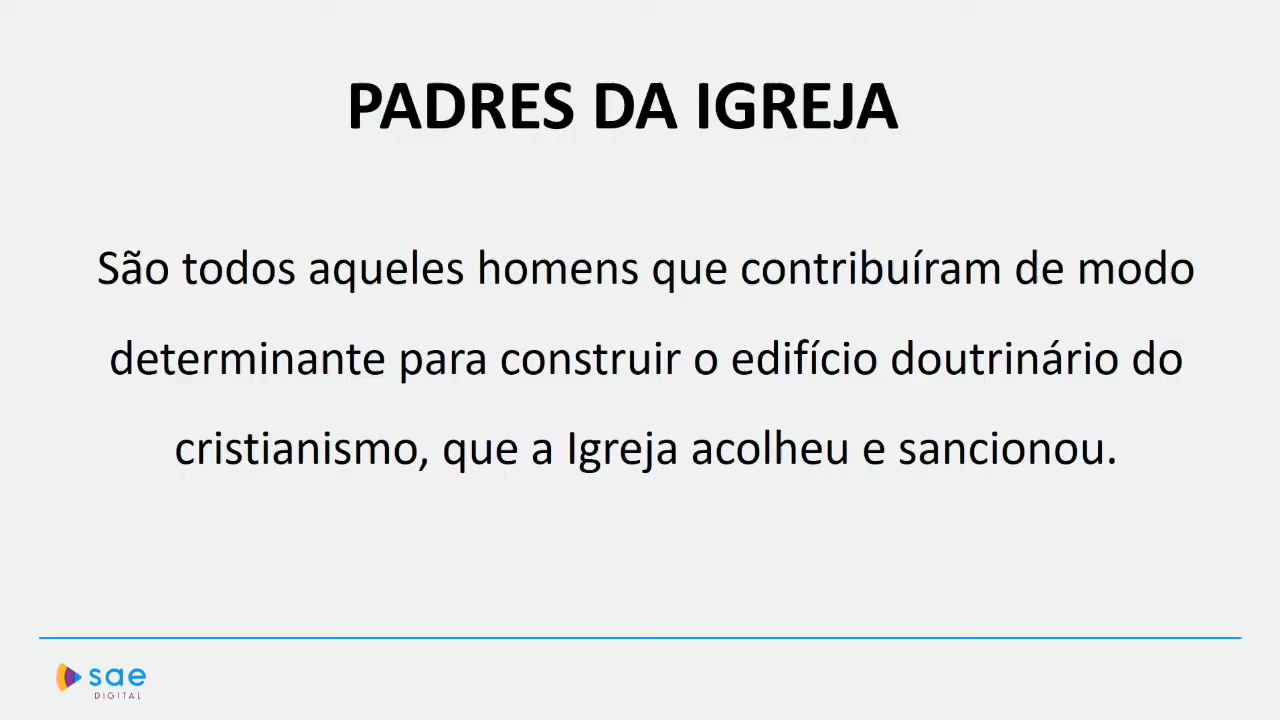 PADRES DA IGREJA
São todos aqueles homens que contribuíram de modo
determinante para construir o edifício doutrinário do
cristianismo, que a Igreja acolheu e sancionou.
sae
DIGITAL